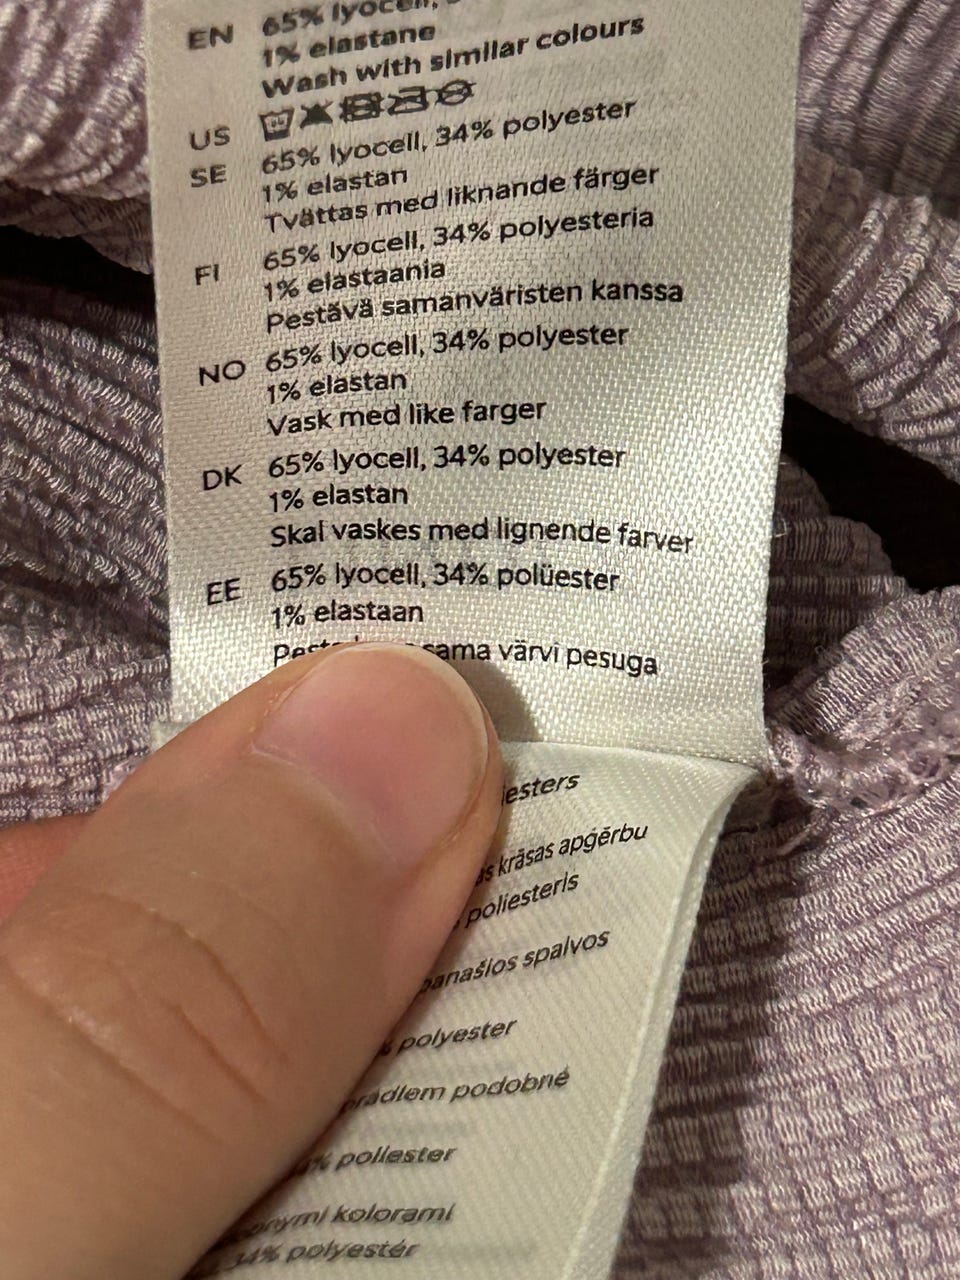 EN 65% lyocell,
1% elastane
Wash with similar colours
US
SE 65% lyocell, 34% polyester
1% elastan
Tvättas med liknande färger
FI 65% lyocell, 34% polyesteria
1% elastaania
Pestävä samanväristen kanssa
NO 65% lyocell, 34% polyester
1% elastan
Vask med like farger
DK 65% lyocell, 34% polyester
1% elastan
Skal vaskes med lignende farver
EE 65% lyocell, 34% polüester
1% elastaan
sama värvi pesuga
krāsas apģērbu
poliesteris
spalvos
polyester
podobné
poliester
kolorami
34% polyestér